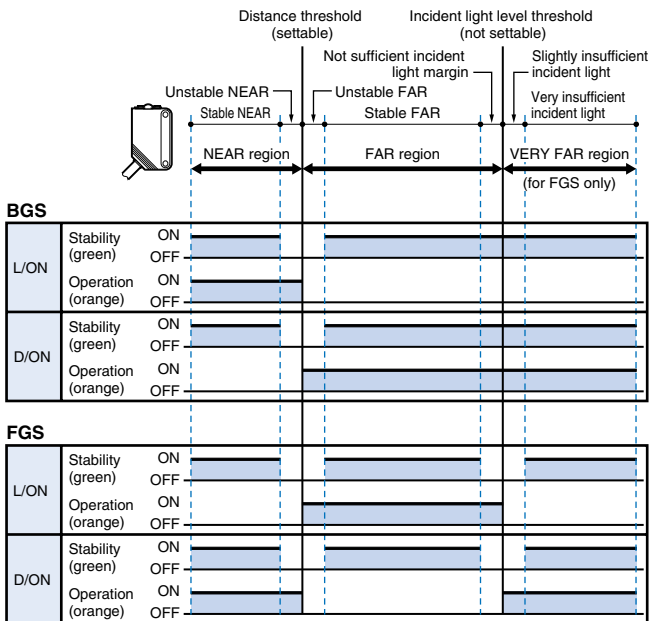 Distance threshold
(settable)
Incident light level threshold
(not settable)
Not sufficient incident
light margin
Slightly insufficient
incident light
Unstable NEAR
Unstable FAR
Very insufficient
incident light
Stable NEAR
Stable FAR
NEAR region
FAR region
VERY FAR region
(for FGS only)
BGS
L/ON
Stability
(green)
ON
OFF
Operation
(orange)
ON
OFF
D/ON
Stability
(green)
ON
OFF
Operation
(orange)
ON
OFF
FGS
L/ON
Stability
(green)
ON
OFF
Operation
(orange)
ON
OFF
D/ON
Stability
(green)
ON
OFF
Operation
(orange)
ON
OFF